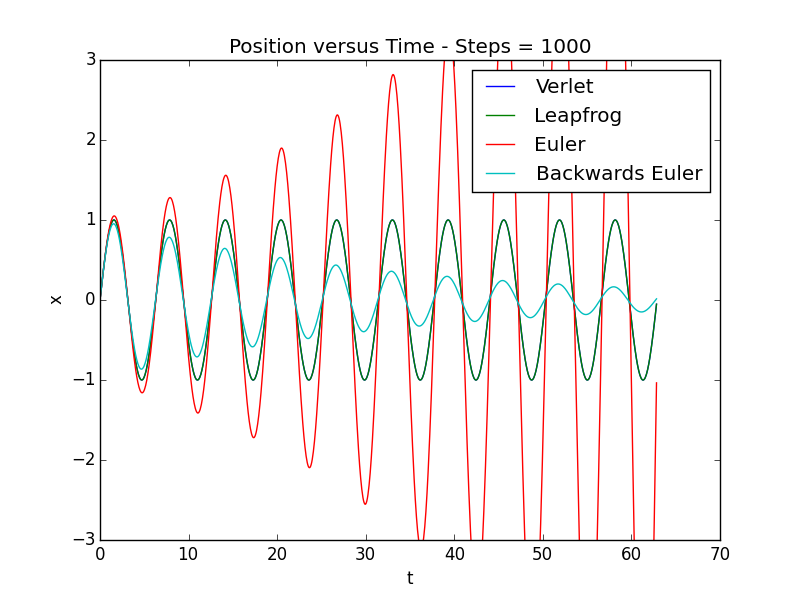 Position versus Time - Steps = 1000
Verlet
Leapfrog
Euler
Backwards Euler
3
2
1
0
−1
−2
−3
x
0 10 20 30 40 50 60 70
t